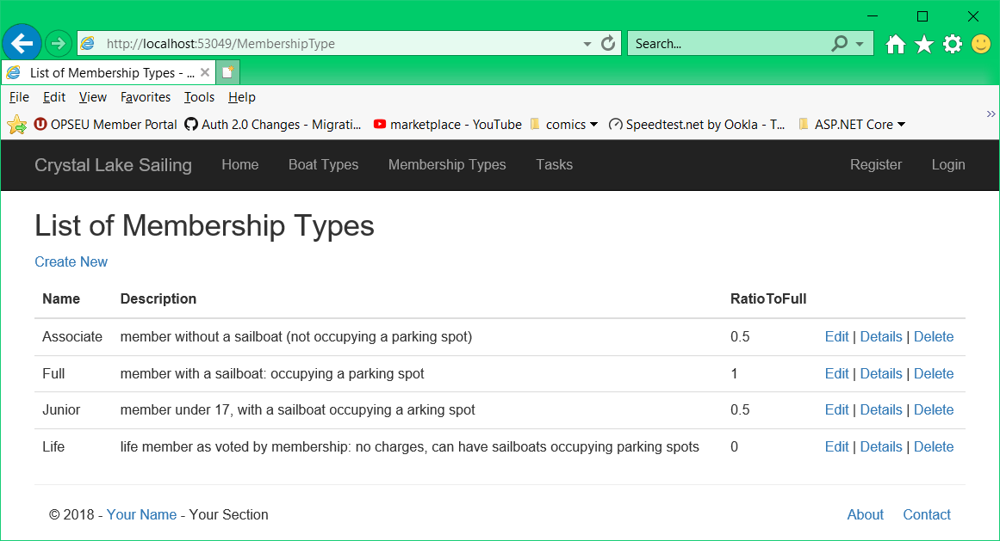 http://localhost:53049/MembershipType Search...
List of Membership Types - ...
File Edit View Favorites Tools Help
OPSEU Member Portal Auth 2.0 Changes - Migrati... marketplace - YouTube comics Speedtest.net by Ookla - T... ASP.NET Core
Crystal Lake Sailing Home Boat Types Membership Types Tasks Register Login
List of Membership Types
Create New
Name Description RatioToFull
Associate member without a sailboat (not occupying a parking spot) 0.5 Edit | Details | Delete
Full member with a sailboat: occupying a parking spot 1 Edit | Details | Delete
Junior member under 17, with a sailboat occupying a arking spot 0.5 Edit | Details | Delete
Life life member as voted by membership: no charges, can have sailboats occupying parking spots 0 Edit | Details | Delete
© 2018 - Your Name - Your Section About Contact